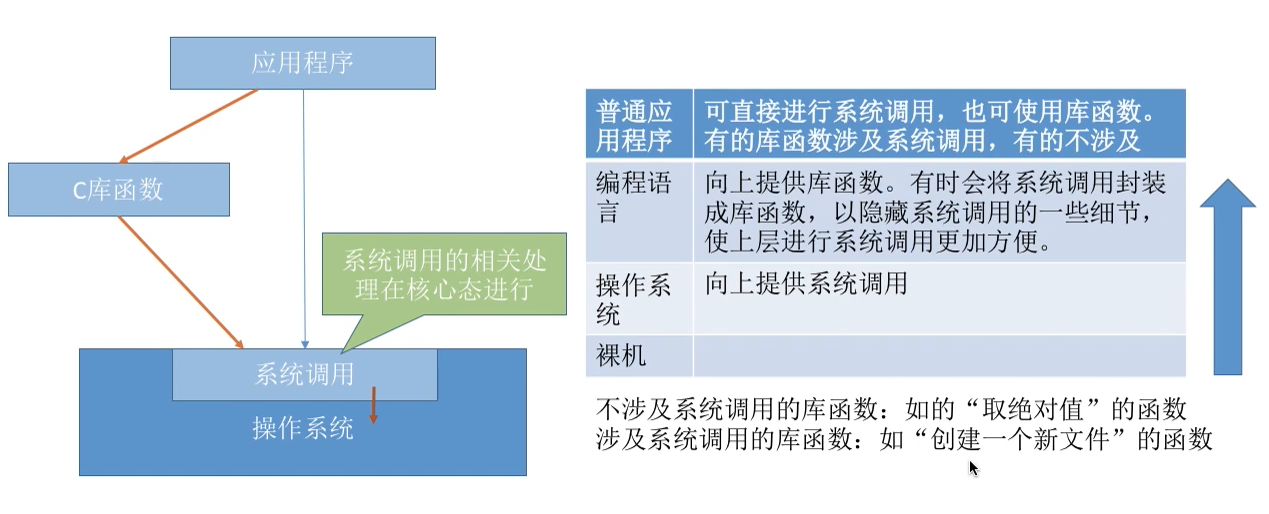 应用程序
C库函数
系统调用的相关处
理在核心态进行
系统调用
操作系统
普通应
用程序
可直接进行系统调用，也可使用库函数。
有的库函数涉及系统调用，有的不涉及
编程语
言
向上提供库函数。有时会将系统调用封装
成库函数，以隐藏系统调用的一些细节，
使上层进行系统调用更加方便。
操作系
统
向上提供系统调用
裸机
不涉及系统调用的库函数：如的“取绝对值”的函数
涉及系统调用的库函数：如“创建一个新文件”的函数